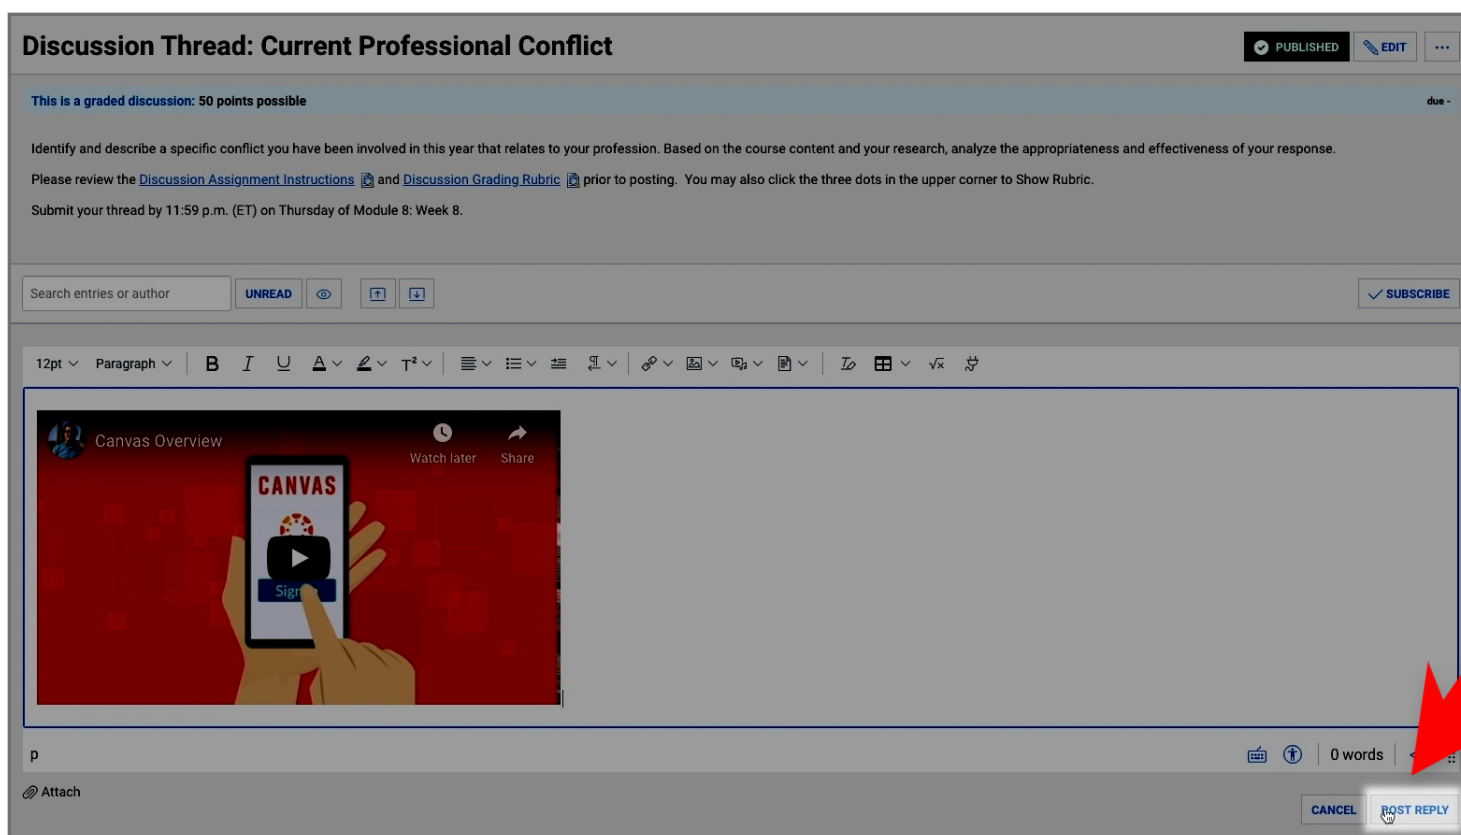 Discussion Thread: Current Professional Conflict
PUBLISHED
EDIT
This is a graded discussion: 50 points possible
due -
Identify and describe a specific conflict you have been involved in this year that relates to your profession. Based on the course content and your research, analyze the appropriateness and effectiveness of your response.
Please review the Discussion Assignment Instructions and Discussion Grading Rubric prior to posting. You may also click the three dots in the upper corner to Show Rubric.
Submit your thread by 11:59 p.m. (ET) on Thursday of Module 8: Week 8.
Search entries or author
UNREAD
SUBSCRIBE
12pt Paragraph B I U A T²
Canvas Overview
Watch later Share
CANVAS
p
0 words
Attach
CANCEL
POST REPLY